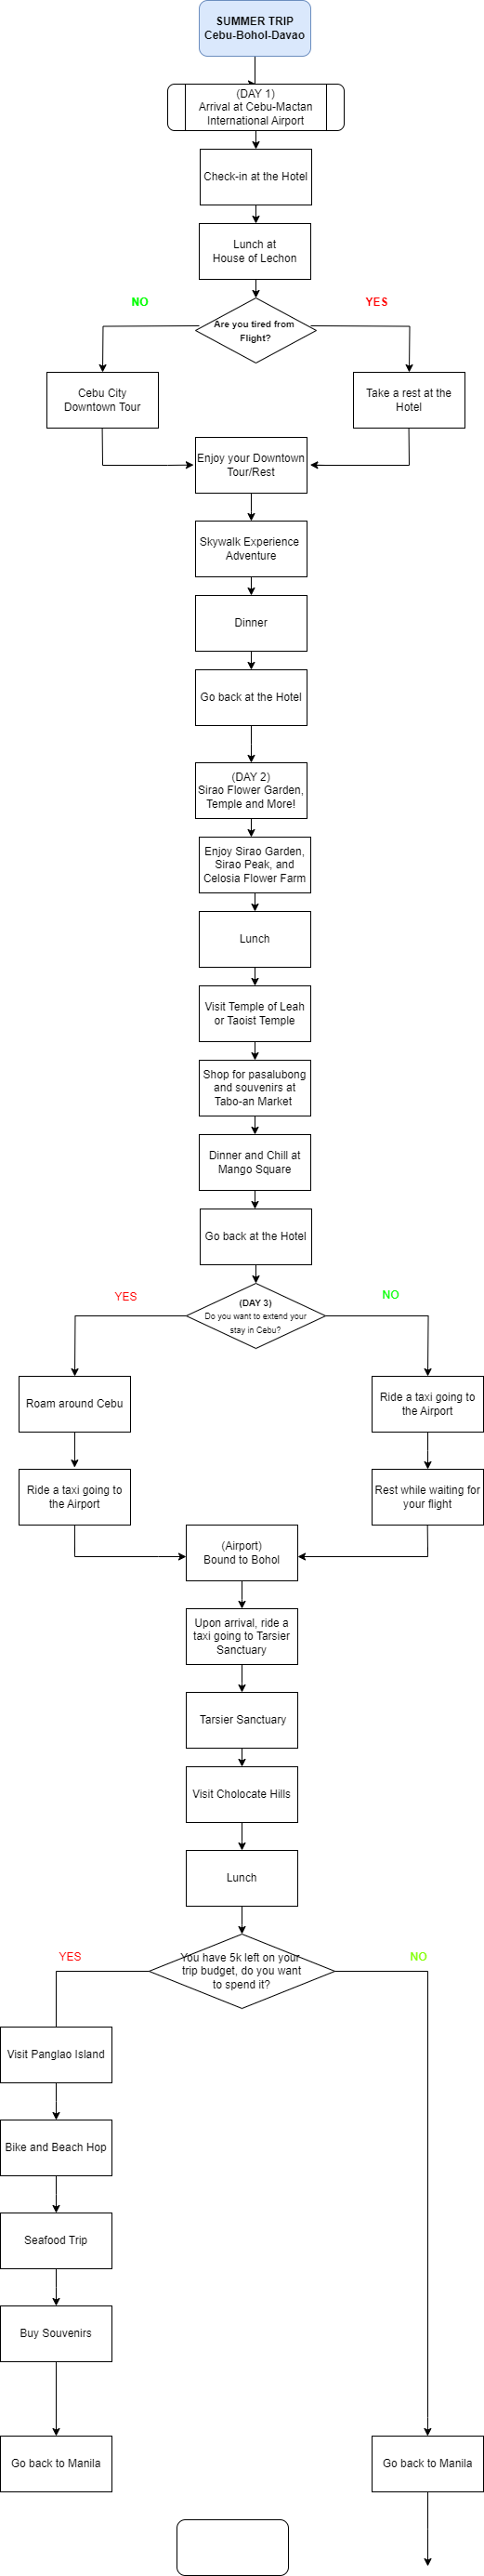 SUMMER TRIP
Cebu-Bohol-Davao
(DAY 1)
Arrival at Cebu-Mactan
International Airport
Check-in at the Hotel
Lunch at
House of Lechon
NO
YES
Are you tired from
Flight?
Cebu City
Downtown Tour
Take a rest at the
Hotel
Enjoy your Downtown
Tour/Rest
Skywalk Experience
Adventure
Dinner
Go back at the Hotel
(DAY 2)
Sirao Flower Garden,
Temple and More!
Enjoy Sirao Garden,
Sirao Peak, and
Celosia Flower Farm
Lunch
Visit Temple of Leah
or Taoist Temple
Shop for pasalubong
and souvenirs at
Tabo-an Market
Dinner and Chill at
Mango Square
Go back at the Hotel
YES
NO
(DAY 3)
Do you want to extend your
stay in Cebu?
Roam around Cebu
Ride a taxi going to
the Airport
Ride a taxi going to
the Airport
Rest while waiting for
your flight
(Airport)
Bound to Bohol
Upon arrival, ride a
taxi going to Tarsier
Sanctuary
Tarsier Sanctuary
Visit Cholocate Hills
Lunch
YES
NO
You have 5k left on your
trip budget, do you want
to spend it?
Visit Panglao Island
Bike and Beach Hop
Seafood Trip
Buy Souvenirs
Go back to Manila
Go back to Manila